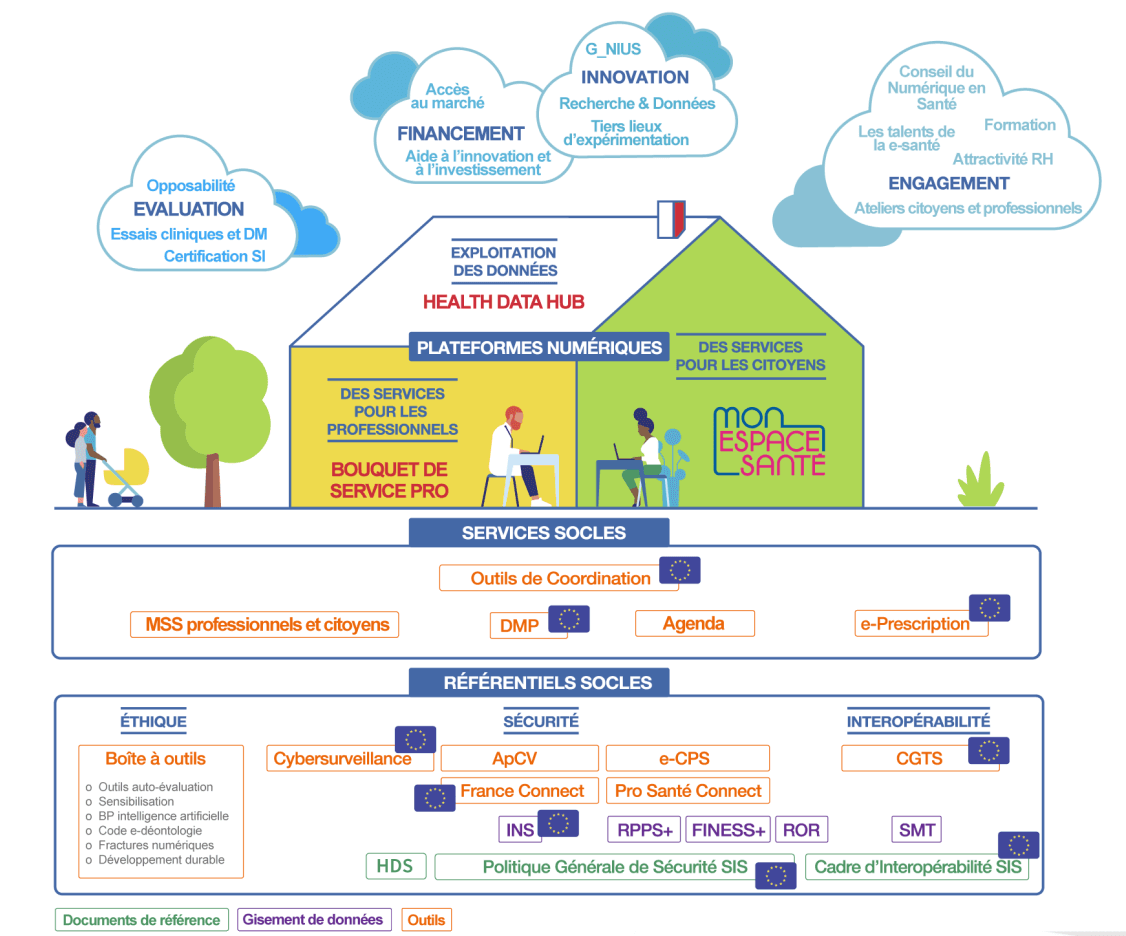 G_NIUS
INNOVATION
Recherche & Données
Tiers lieux
d'expérimentation
Accès
au marché
FINANCEMENT
Aide à l'innovation et
à l'investissement
Conseil du
Numérique en
Santé
Les talents de
la e-santé
Formation
Attractivité RH
ENGAGEMENT
Ateliers citoyens et professionnels
Opposabilité
EVALUATION
Essais cliniques et DM
Certification SI
EXPLOITATION
DES DONNÉES
HEALTH DATA HUB
PLATEFORMES NUMÉRIQUES
DES SERVICES
POUR LES CITOYENS
DES SERVICES
POUR LES
PROFESSIONNELS
BOUQUET DE
SERVICE PRO
mon
ESPACE
SANTÉ
SERVICES SOCLES
Outils de Coordination
MSS professionnels et citoyens
DMP
Agenda
e-Prescription
RÉFÉRENTIELS SOCLES
ÉTHIQUE
Boîte à outils
o Outils auto-évaluation
o Sensibilisation
o BP intelligence artificielle
o Code e-déontologie
o Fractures numériques
o Développement durable
SÉCURITÉ
Cybersurveillance
ApCV
e-CPS
France Connect
Pro Santé Connect
INS
RPPS+
FINESS+
ROR
HDS
Politique Générale de Sécurité SIS
INTEROPÉRABILITÉ
CGTS
SMT
Cadre d'Interopérabilité SIS
Documents de référence
Gisement de données
Outils